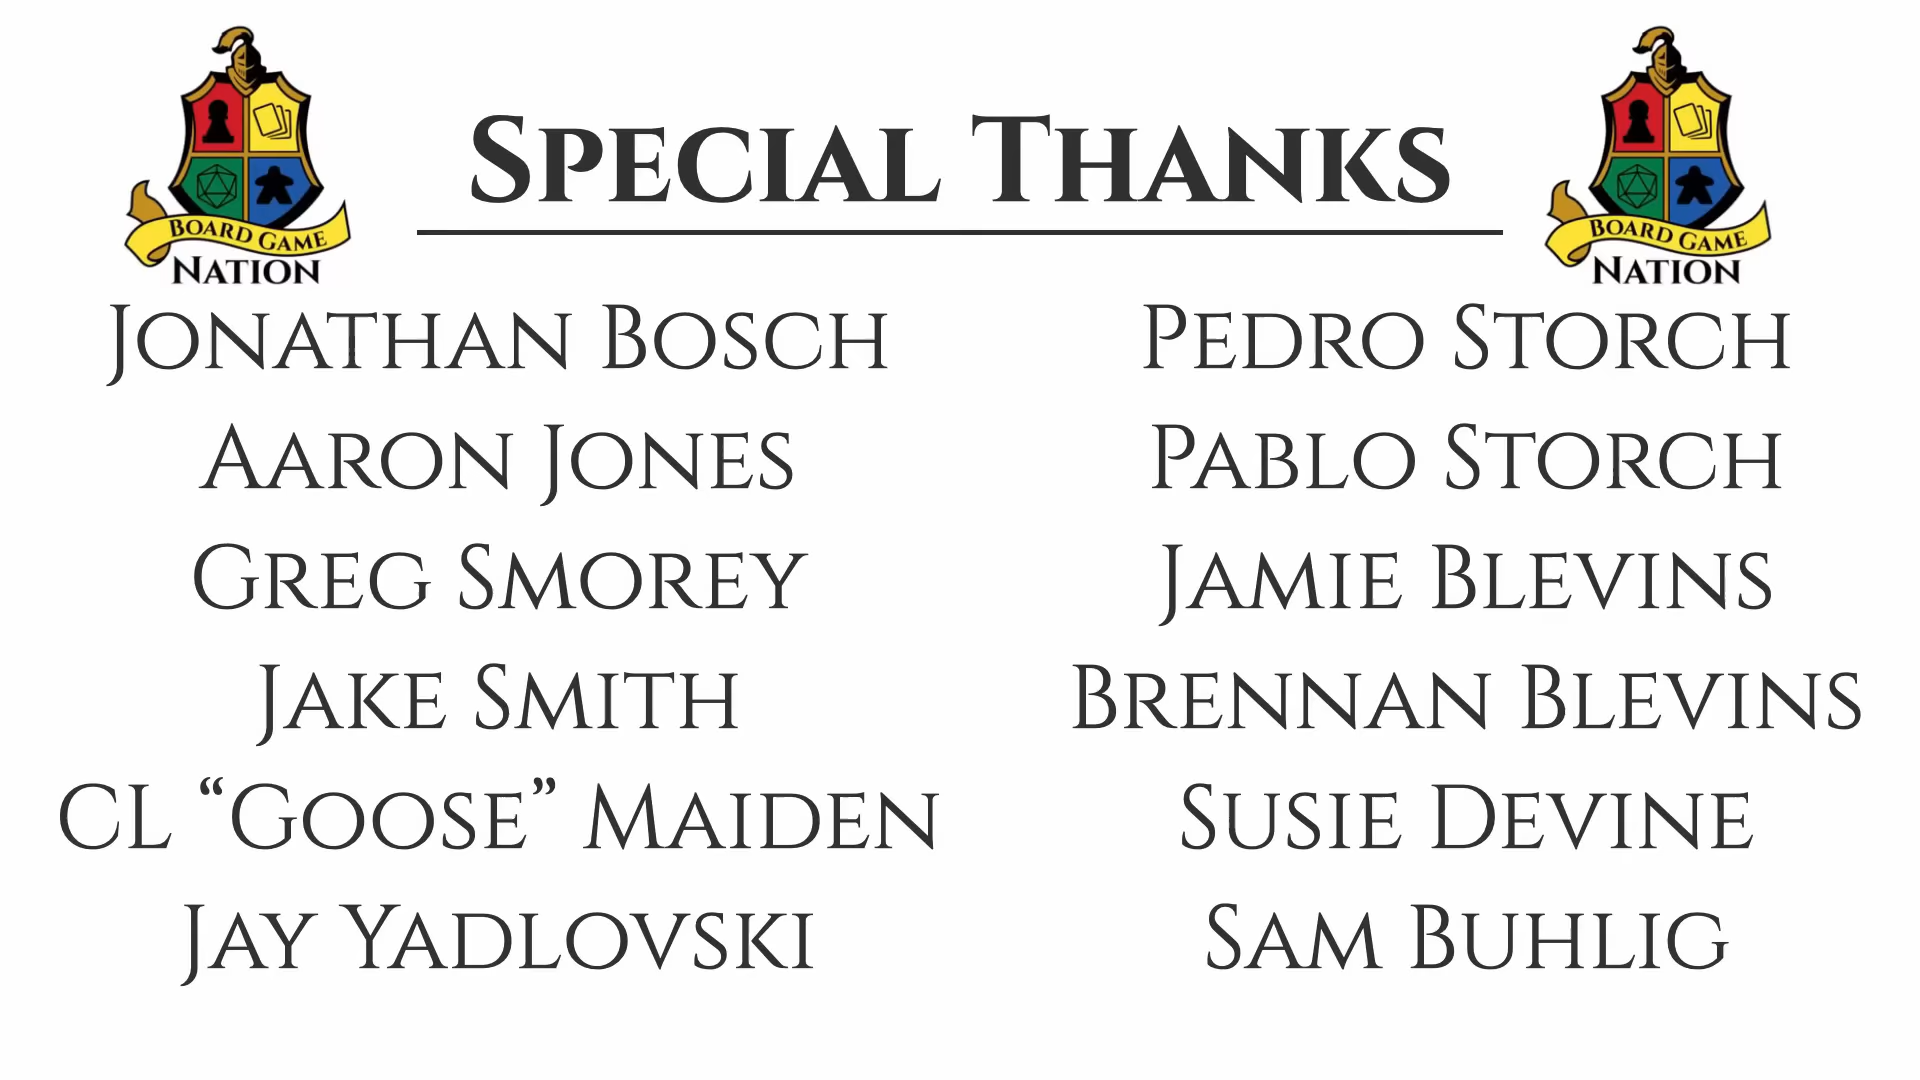 Special Thanks
Board Game
Nation
Board Game
Nation
Jonathan Bosch
Aaron Jones
Greg Smorey
Jake Smith
CL “Goose” Maiden
Jay Yadlovski
Pedro Storch
Pablo Storch
Jamie Blevins
Brennan Blevins
Susie Devine
Sam Buhlig